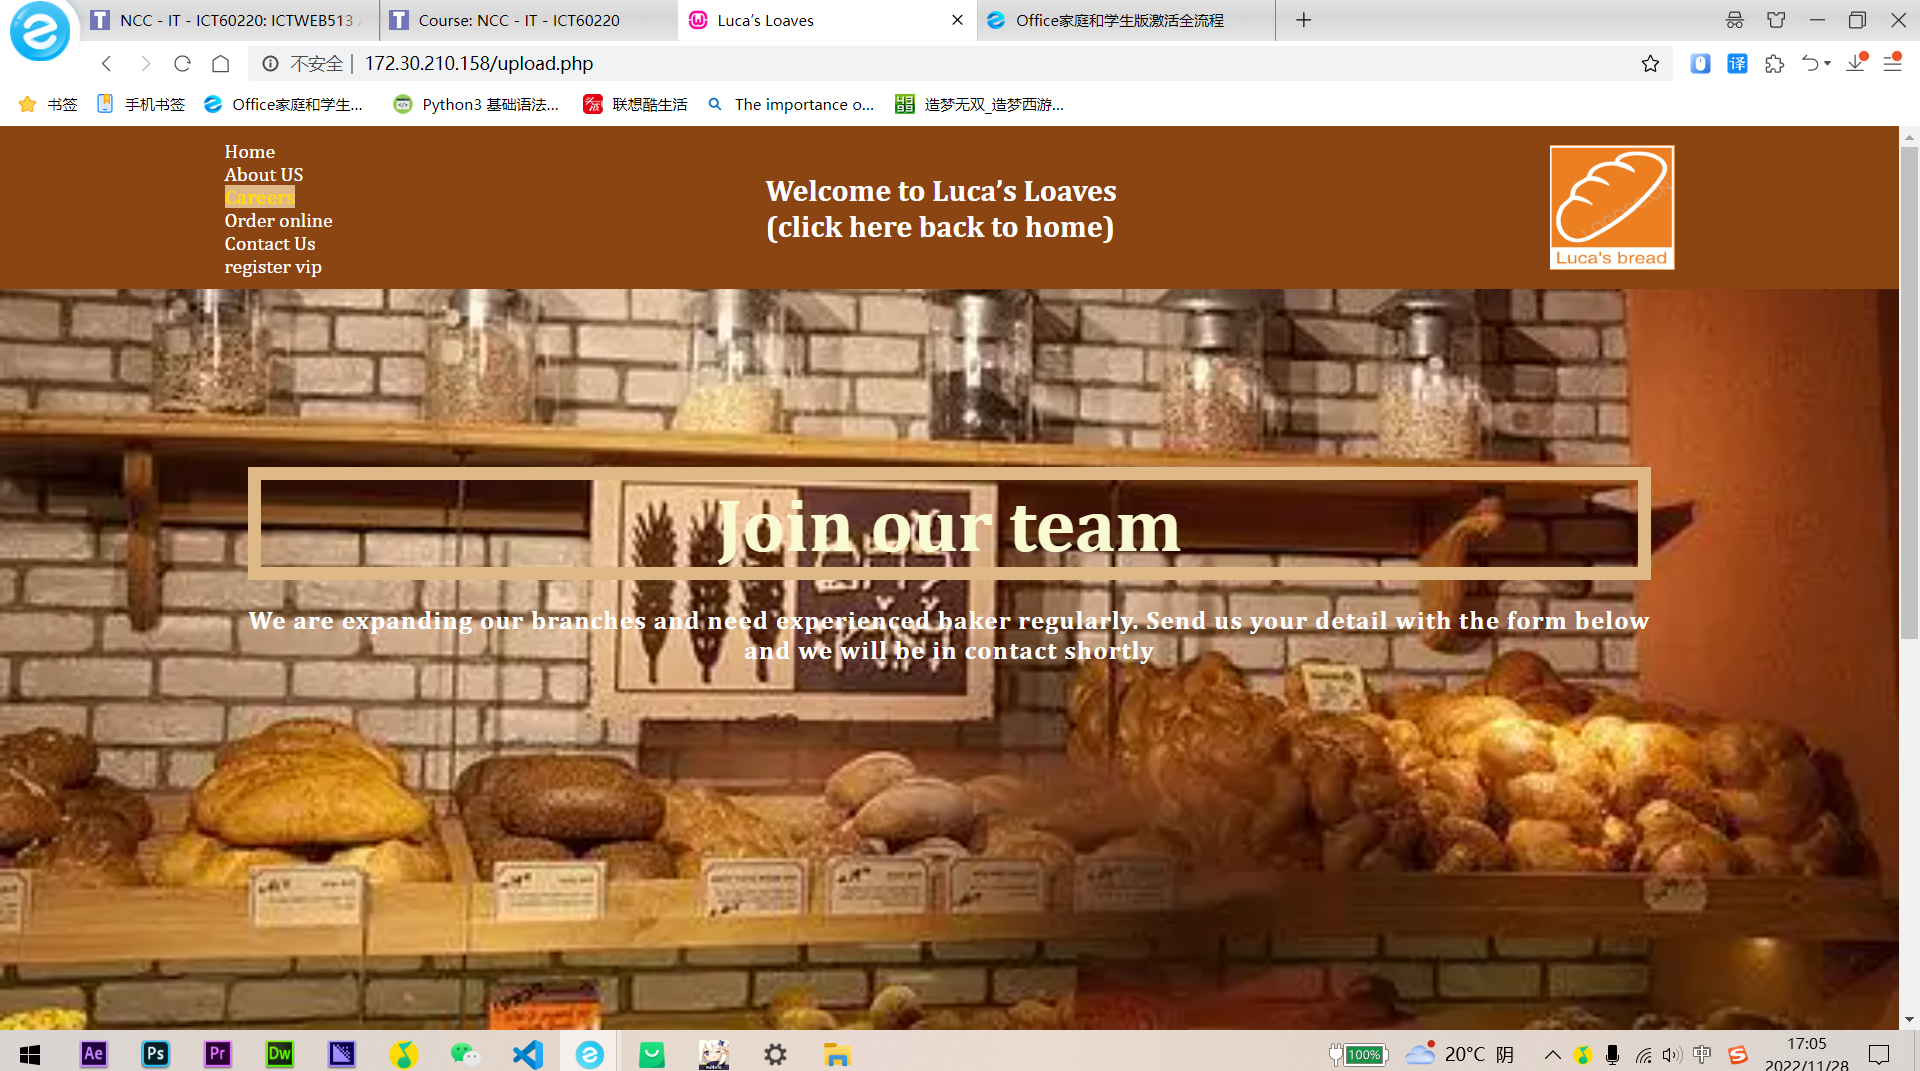 NCC - IT - ICT60220: ICTWEB513
Course: NCC - IT - ICT60220
Luca's Loaves
Office家庭和学生版激活全流程
不安全
172.30.210.158/upload.php
译
书签
手机书签
Office家庭和学生...
Python3 基础语法...
联想酷生活
The importance o...
造梦无双_造梦西游...
Home
About US
Careers
Order online
Contact Us
register vip
Welcome to Luca’s Loaves
(click here back to home)
Luca's bread
Join our team
We are expanding our branches and need experienced baker regularly. Send us your detail with the form below
and we will be in contact shortly
Ae
Ps
Pr
Dw
100%
20°C 阴
中
17:05
2022/11/28